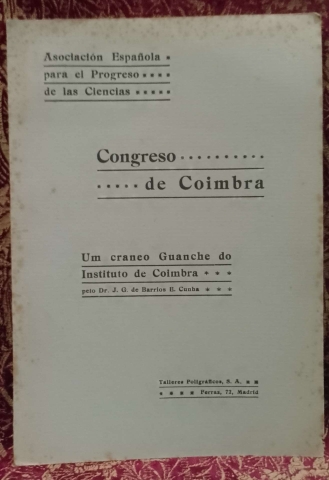 Asociación Española
para el Progreso
de las Ciencias
Congreso
de Coimbra
Um craneo Guanche do
Instituto de Coimbra
pelo Dr. J. G. de Barrios E. Cunha
Talleres Poligráficos, S. A.
Ferraz, 72, Madrid